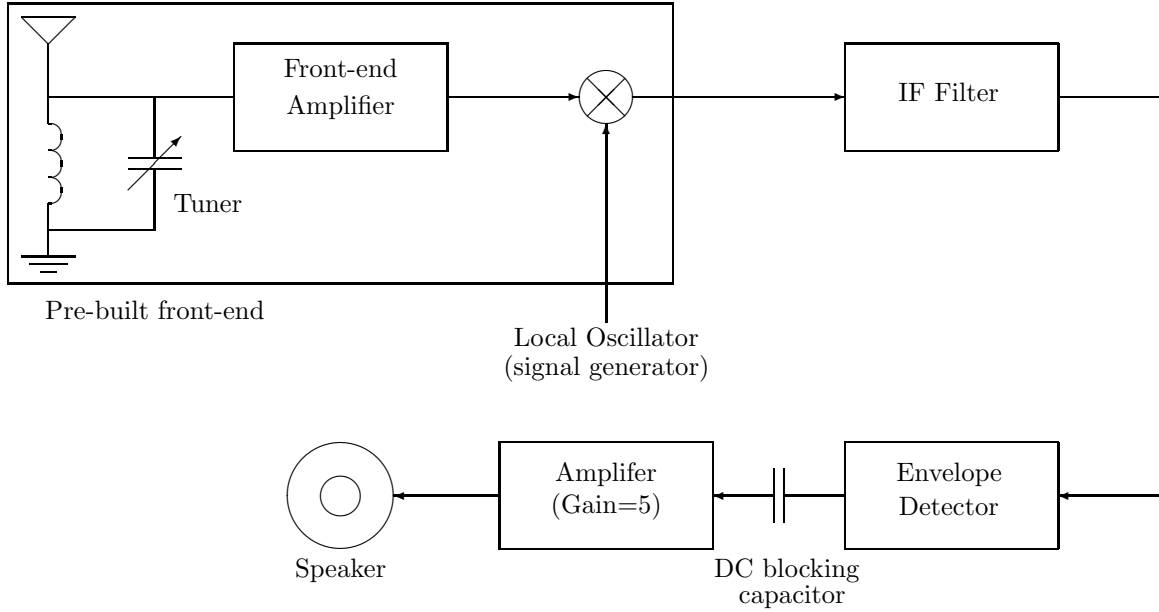 Front-end
Amplifier
IF Filter
Tuner
Pre-built front-end
Local Oscillator
(signal generator)
Amplifer
(Gain=5)
Envelope
Detector
Speaker
DC blocking
capacitor